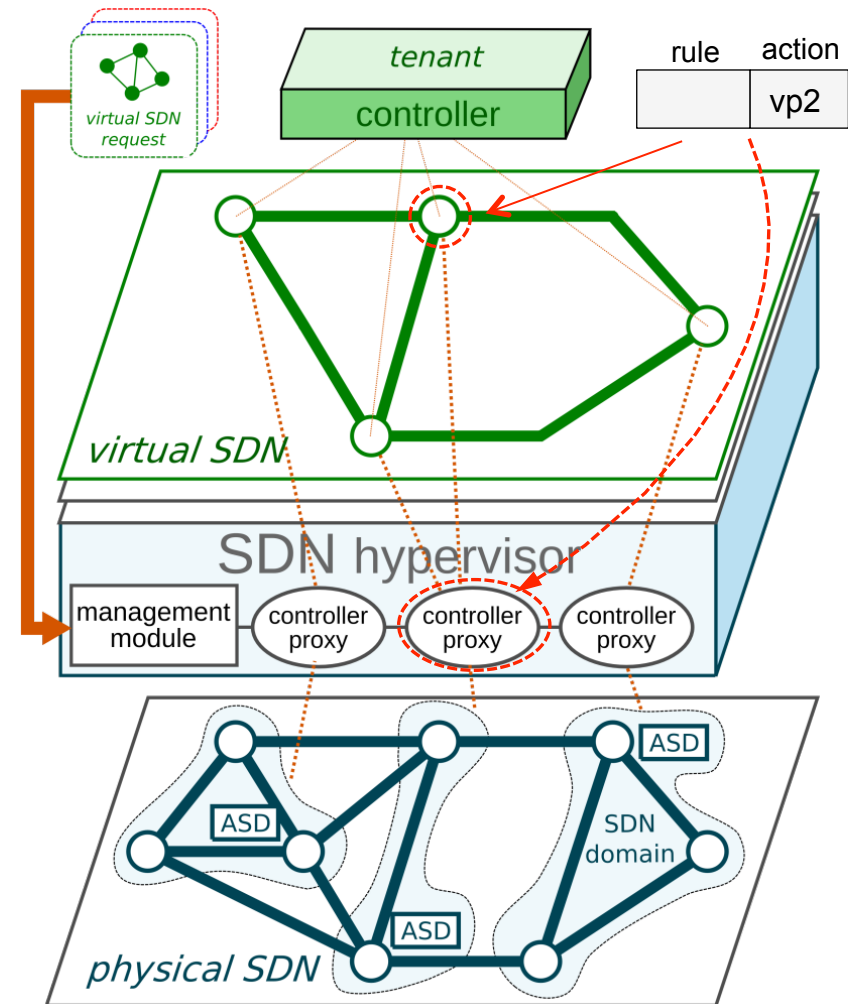 virtual SDN
request
tenant
controller
rule
action
vp2
virtual SDN
SDN hypervisor
management
module
controller
proxy
controller
proxy
controller
proxy
ASD
ASD
SDN
domain
ASD
physical SDN